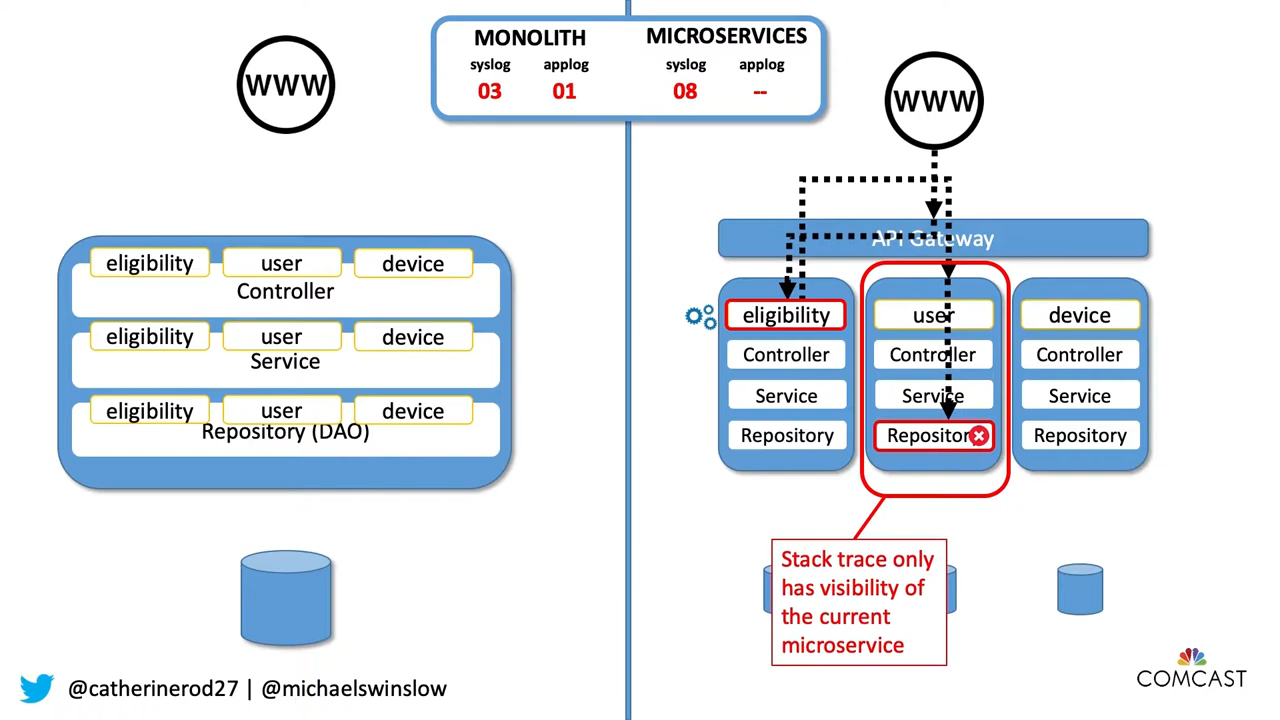 MONOLITH
MICROSERVICES
syslog
applog
syslog
applog
03
01
08
--
WWW
WWW
eligibility
user
device
Controller
eligibility
user
device
Service
eligibility
user
device
Repository (DAO)
API Gateway
eligibility
Controller
Service
Repository
user
Controller
Service
Repository
device
Controller
Service
Repository
Stack trace only
has visibility of
the current
microservice
@catherinerod27 | @michaelswinslow
COMCAST